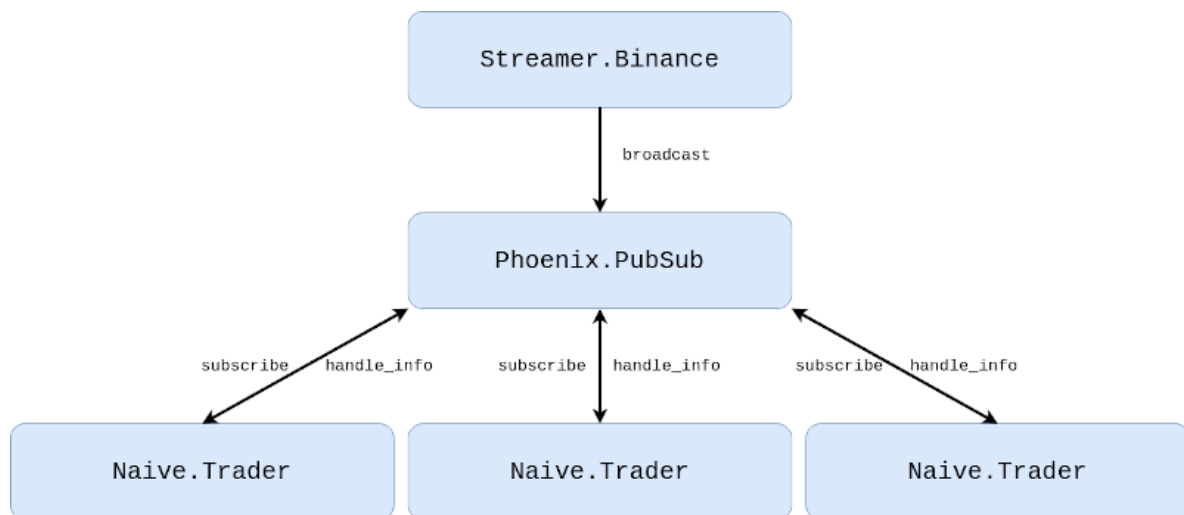 Streamer.Binance
broadcast
Phoenix.PubSub
subscribe handle_info subscribe handle_info subscribe handle_info
Naive.Trader Naive.Trader Naive.Trader